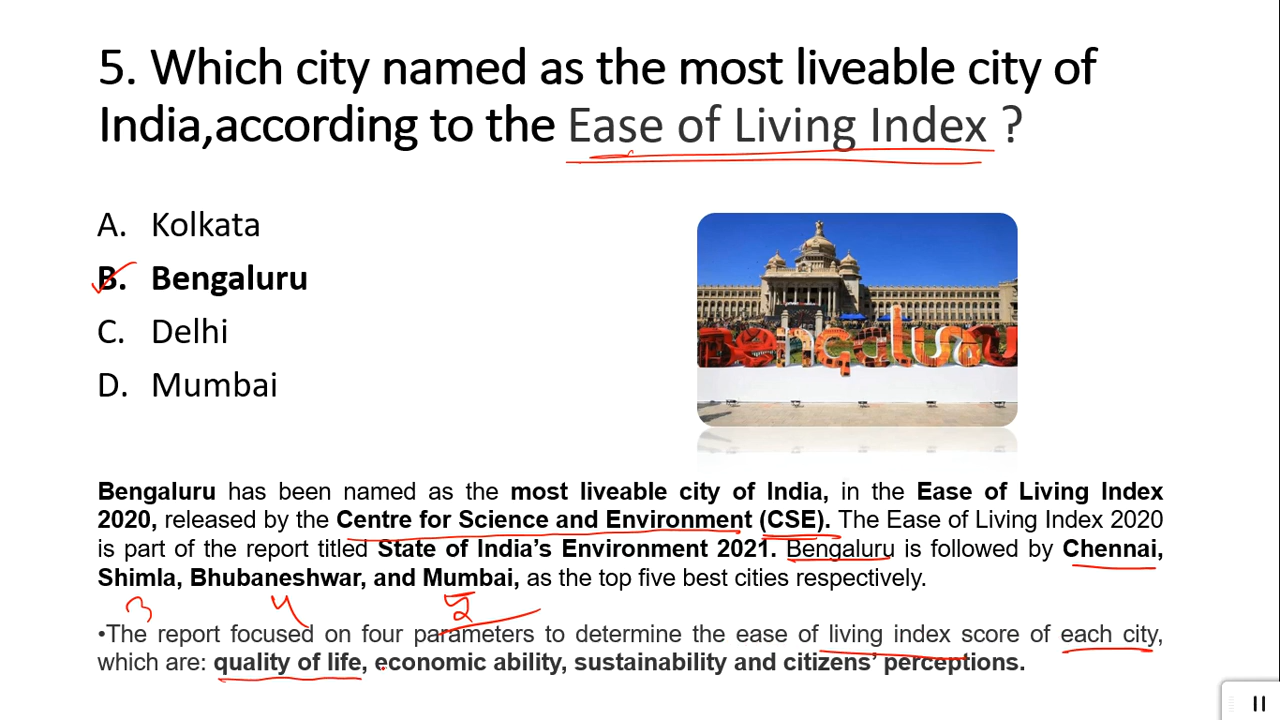 5. Which city named as the most liveable city of
India,according to the Ease of Living Index ?
A. Kolkata
B. Bengaluru
C. Delhi
D. Mumbai
Bengaluru
Bengaluru has been named as the most liveable city of India, in the Ease of Living Index
2020, released by the Centre for Science and Environment (CSE). The Ease of Living Index 2020
is part of the report titled State of India’s Environment 2021. Bengaluru is followed by Chennai,
Shimla, Bhubaneshwar, and Mumbai, as the top five best cities respectively.
3 4 5
•The report focused on four parameters to determine the ease of living index score of each city,
which are: quality of life, economic ability, sustainability and citizens’ perceptions.